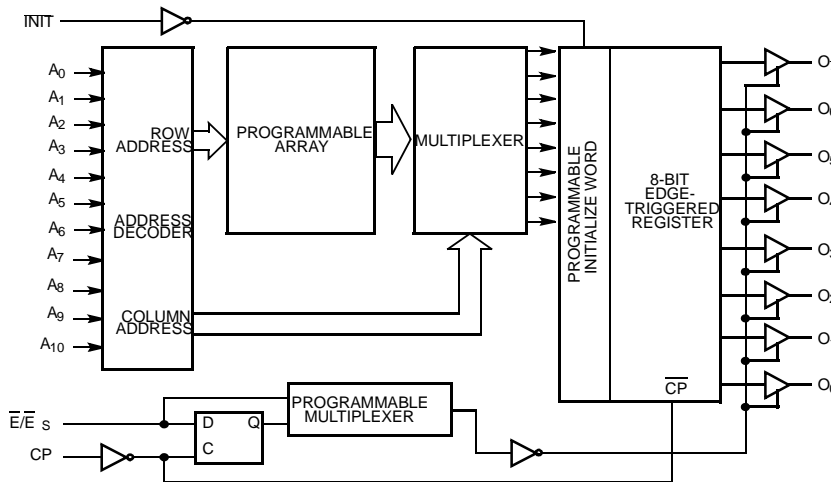 INIT
A0
A1
A2
A3
A4
A5
A6
A7
A8
A9
A10
ROW
ADDRESS
ADDRESS
DECODER
COLUMN
ADDRESS
PROGRAMMABLE
ARRAY
MULTIPLEXER
PROGRAMMABLE
INITIALIZE WORD
8-BIT
EDGE-
TRIGGERED
REGISTER
CP
E/E S
CP
D
Q
C
PROGRAMMABLE
MULTIPLEXER
O
O
O
O
O
O
O
O